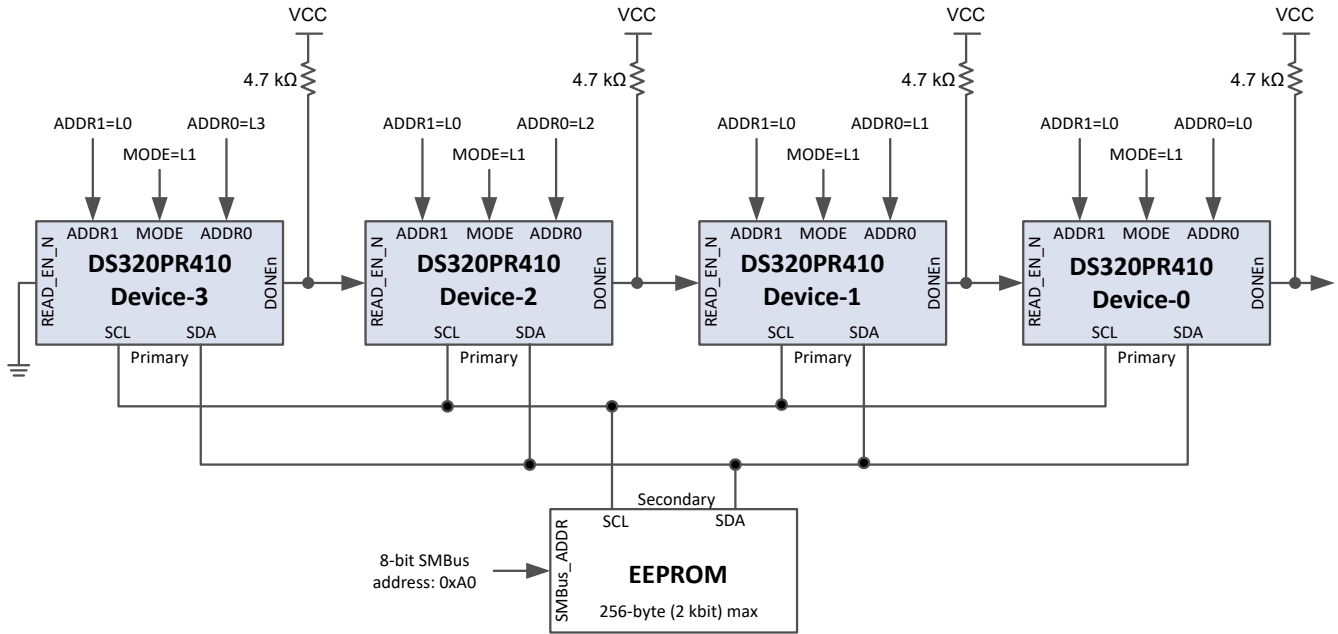 VCC
VCC
VCC
VCC
4.7 kΩ
4.7 kΩ
4.7 kΩ
4.7 kΩ
ADDR1=L0
ADDR0=L3
MODE=L1
ADDR1=L0
ADDR0=L2
MODE=L1
ADDR1=L0
ADDR0=L1
MODE=L1
ADDR1=L0
ADDR0=L0
MODE=L1
READ_EN_N
ADDR1 MODE ADDR0
DS320PR410
Device-3
DONEn
SCL SDA
Primary
READ_EN_N
ADDR1 MODE ADDR0
DS320PR410
Device-2
DONEn
SCL SDA
Primary
READ_EN_N
ADDR1 MODE ADDR0
DS320PR410
Device-1
DONEn
SCL SDA
Primary
READ_EN_N
ADDR1 MODE ADDR0
DS320PR410
Device-0
DONEn
SCL SDA
Primary
Secondary
SCL SDA
SMBus_ADDR
8-bit SMBus
address: 0xA0
EEPROM
256-byte (2 kbit) max